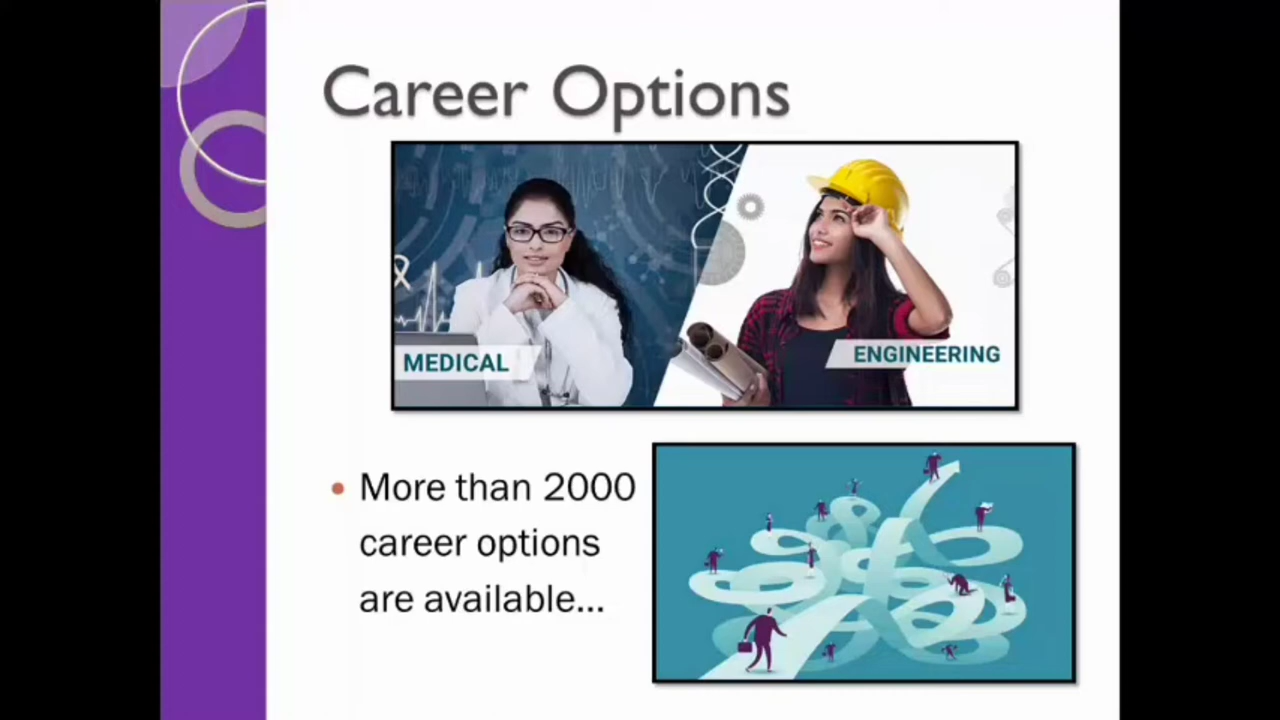 Career Options
MEDICAL
ENGINEERING
• More than 2000
career options
are available...